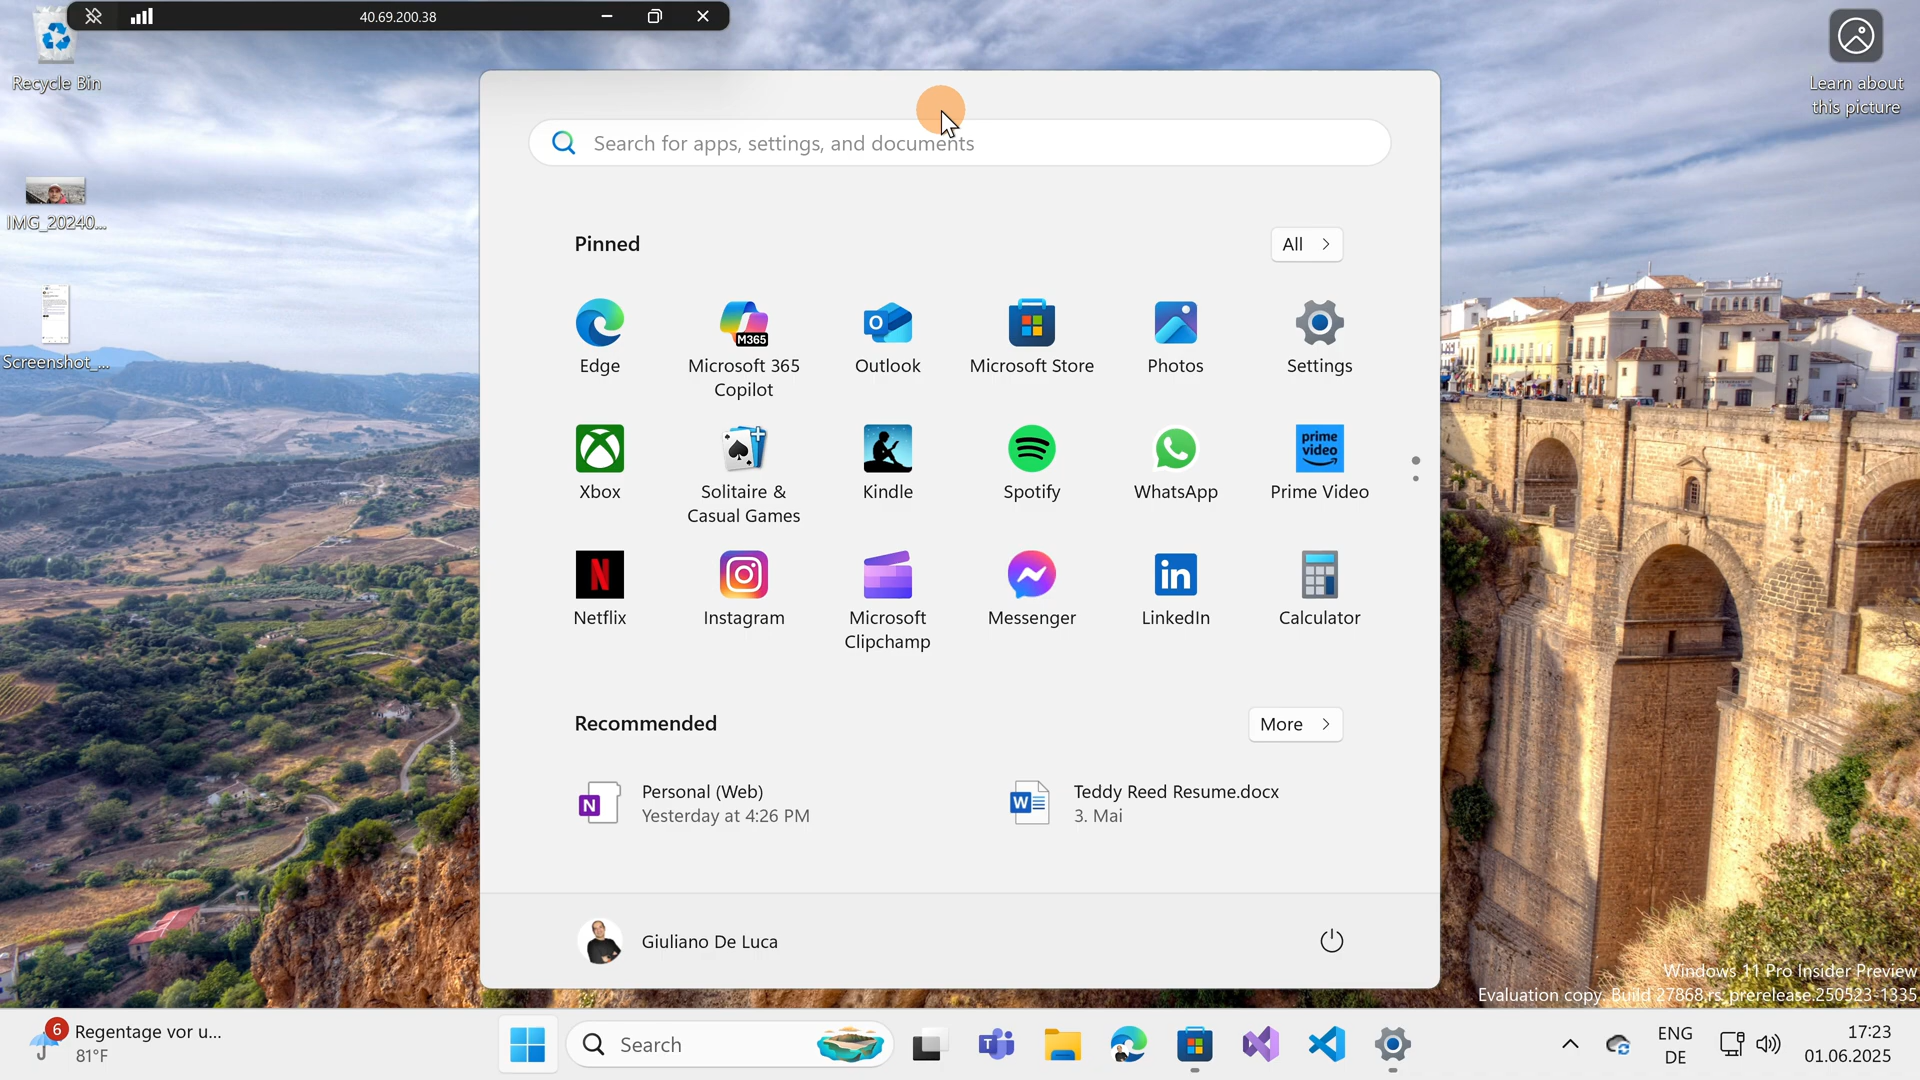 40.69.200.38
Recycle Bin
Learn about
this picture
IMG_20240...
Screenshot_...
Search for apps, settings, and documents
Pinned
All
Edge
M365
Microsoft 365
Copilot
Outlook
Microsoft Store
Photos
Settings
Xbox
Solitaire &
Casual Games
Kindle
Spotify
WhatsApp
prime
video
Prime Video
Netflix
Instagram
Microsoft
Clipchamp
Messenger
in
LinkedIn
Calculator
Recommended
More
Personal (Web)
Yesterday at 4:26 PM
Teddy Reed Resume.docx
3. Mai
Giuliano De Luca
Windows 11 Pro Insider Preview
Evaluation copy. Build 27868.rs_prerelease.250523-1335
6
Regentage vor u...
81°F
Search
ENG
DE
17:23
01.06.2025